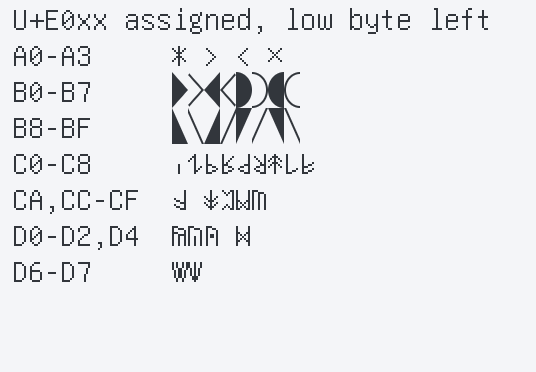 U+E0xx assigned, low byte left
A0-A3
B0-B7
B8-BF
C0-C8
CA,CC-CF
D0-D2,D4
D6-D7